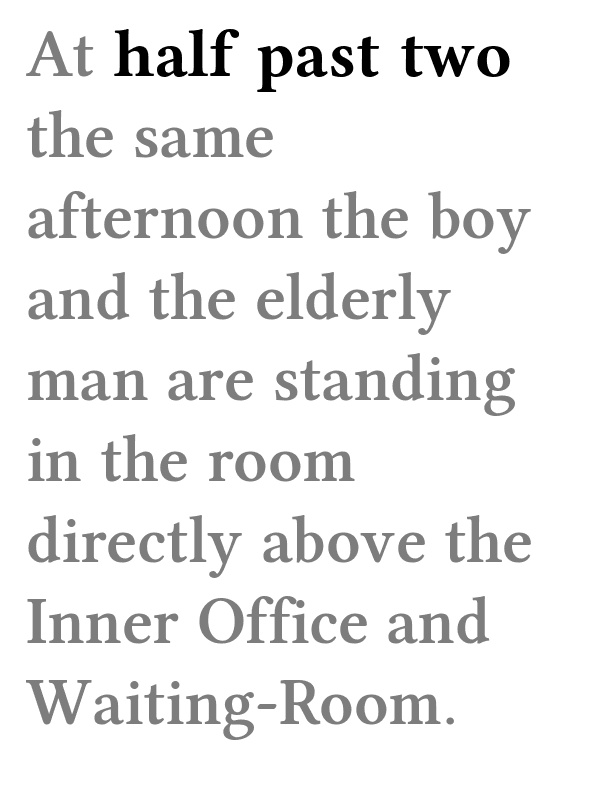 At half past two
the same
afternoon the boy
and the elderly
man are standing
in the room
directly above the
Inner Office and
Waiting-Room.